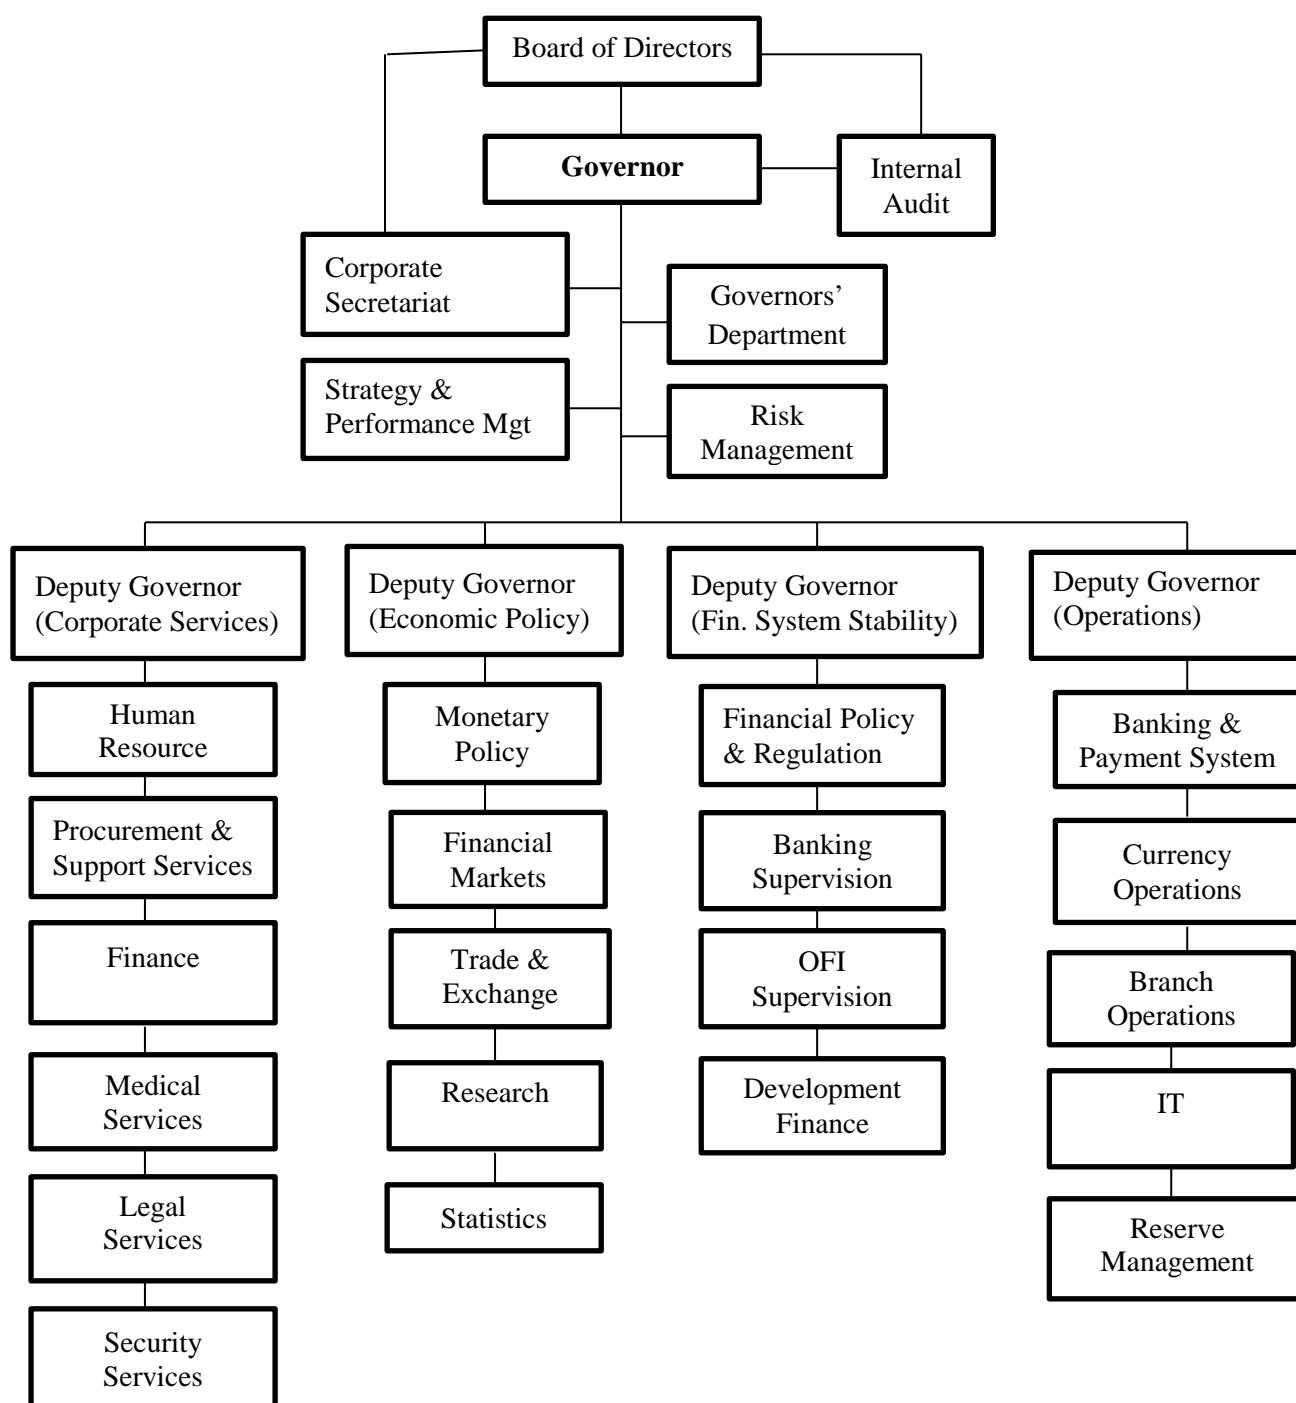 Board of Directors
Governor
Internal
Audit
Corporate
Secretariat
Governors’
Department
Strategy &
Performance Mgt
Risk
Management
Deputy Governor
(Corporate Services)
Deputy Governor
(Economic Policy)
Deputy Governor
(Fin. System Stability)
Deputy Governor
(Operations)
Human
Resource
Procurement &
Support Services
Finance
Medical
Services
Legal
Services
Security
Services
Monetary
Policy
Financial
Markets
Trade &
Exchange
Research
Statistics
Financial Policy
& Regulation
Banking
Supervision
OFI
Supervision
Development
Finance
Banking &
Payment System
Currency
Operations
Branch
Operations
IT
Reserve
Management